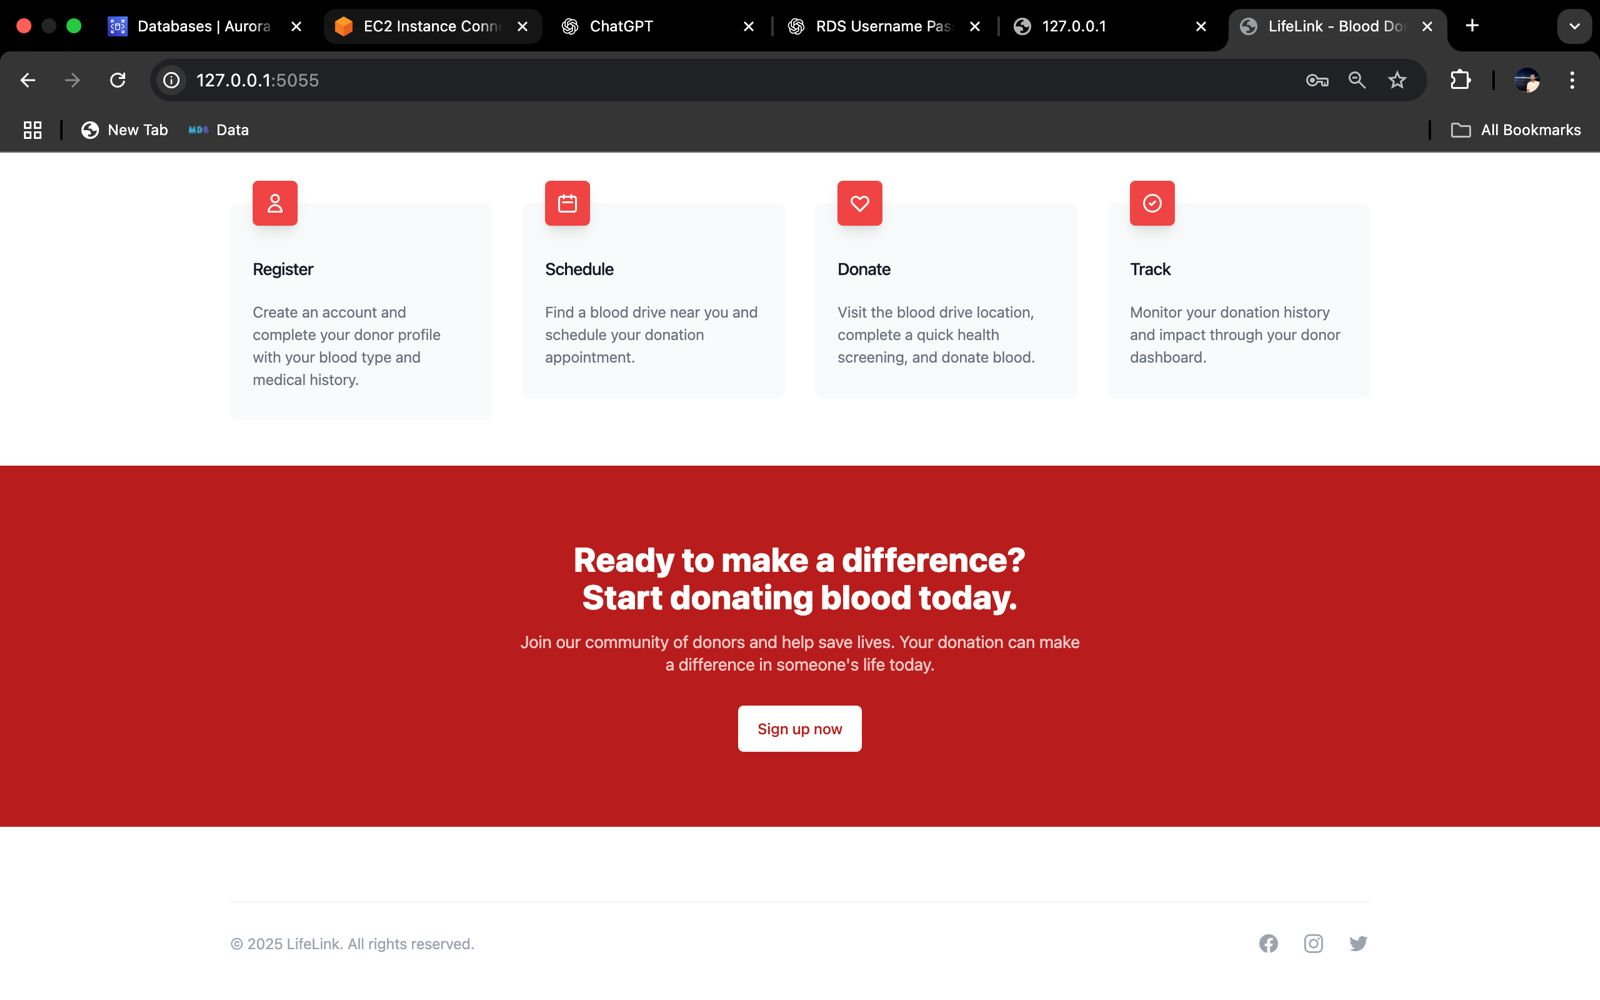 Databases | Aurora
EC2 Instance Conn
ChatGPT
RDS Username Pas
127.0.0.1
LifeLink - Blood Do
127.0.0.1:5055
New Tab
MDB
Data
All Bookmarks
Register
Create an account and
complete your donor profile
with your blood type and
medical history.
Schedule
Find a blood drive near you and
schedule your donation
appointment.
Donate
Visit the blood drive location,
complete a quick health
screening, and donate blood.
Track
Monitor your donation history
and impact through your donor
dashboard.
Ready to make a difference?
Start donating blood today.
Join our community of donors and help save lives. Your donation can make
a difference in someone's life today.
Sign up now
© 2025 LifeLink. All rights reserved.